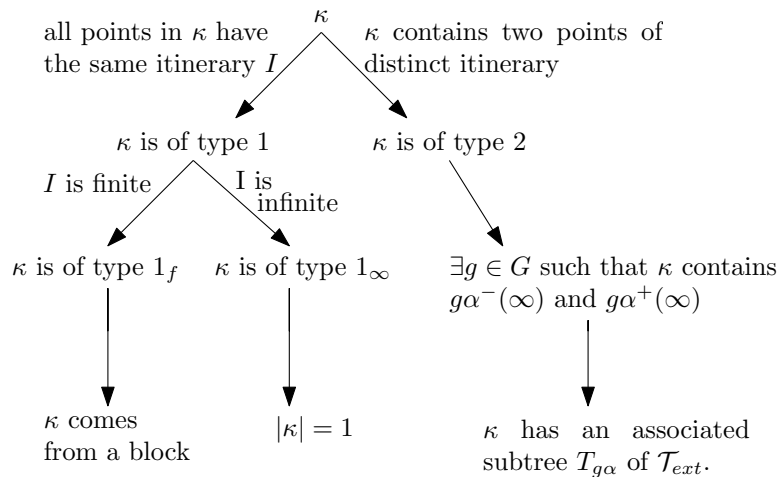 κ
all points in κ have
the same itinerary I
κ contains two points of
distinct itinerary
κ is of type 1
κ is of type 2
I is finite
I is
infinite
κ is of type 1_f
κ is of type 1_∞
∃g ∈ G such that κ contains
gα⁻(∞) and gα⁺(∞)
κ comes
from a block
|κ| = 1
κ has an associated
subtree T_{gα} of 𝒯_{ext}.